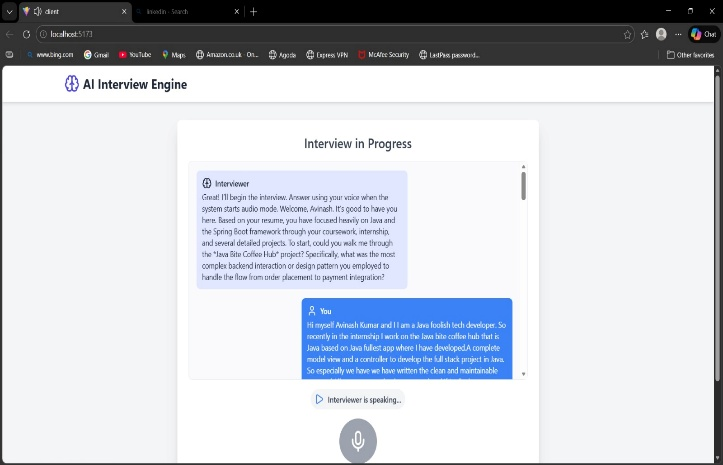 client
linkedin - Search
localhost:5173
Chat
www.bing.com
Gmail
YouTube
Maps
Amazon.co.uk - On...
Agoda
Express VPN
McAfee Security
LastPass password...
Other favorites
AI Interview Engine
Interview in Progress
Interviewer
Great! I'll begin the interview. Answer using your voice when the
system starts audio mode. Welcome, Avinash. It's good to have you
here. Based on your resume, you have focused heavily on Java and
the Spring Boot framework through your coursework, internship,
and several detailed projects. To start, could you walk me through
the *Java Bite Coffee Hub* project? Specifically, what was the most
complex backend interaction or design pattern you employed to
handle the flow from order placement to payment integration?
You
Hi myself Avinash Kumar and I I am a Java foolish tech developer. So
recently in the internship I work on the Java bite coffee hub that is
Java based on Java fullest app where I have developed.A complete
model view and a controller to develop the full stack project in Java.
So especially we have we have written the clean and maintainable
Interviewer is speaking...